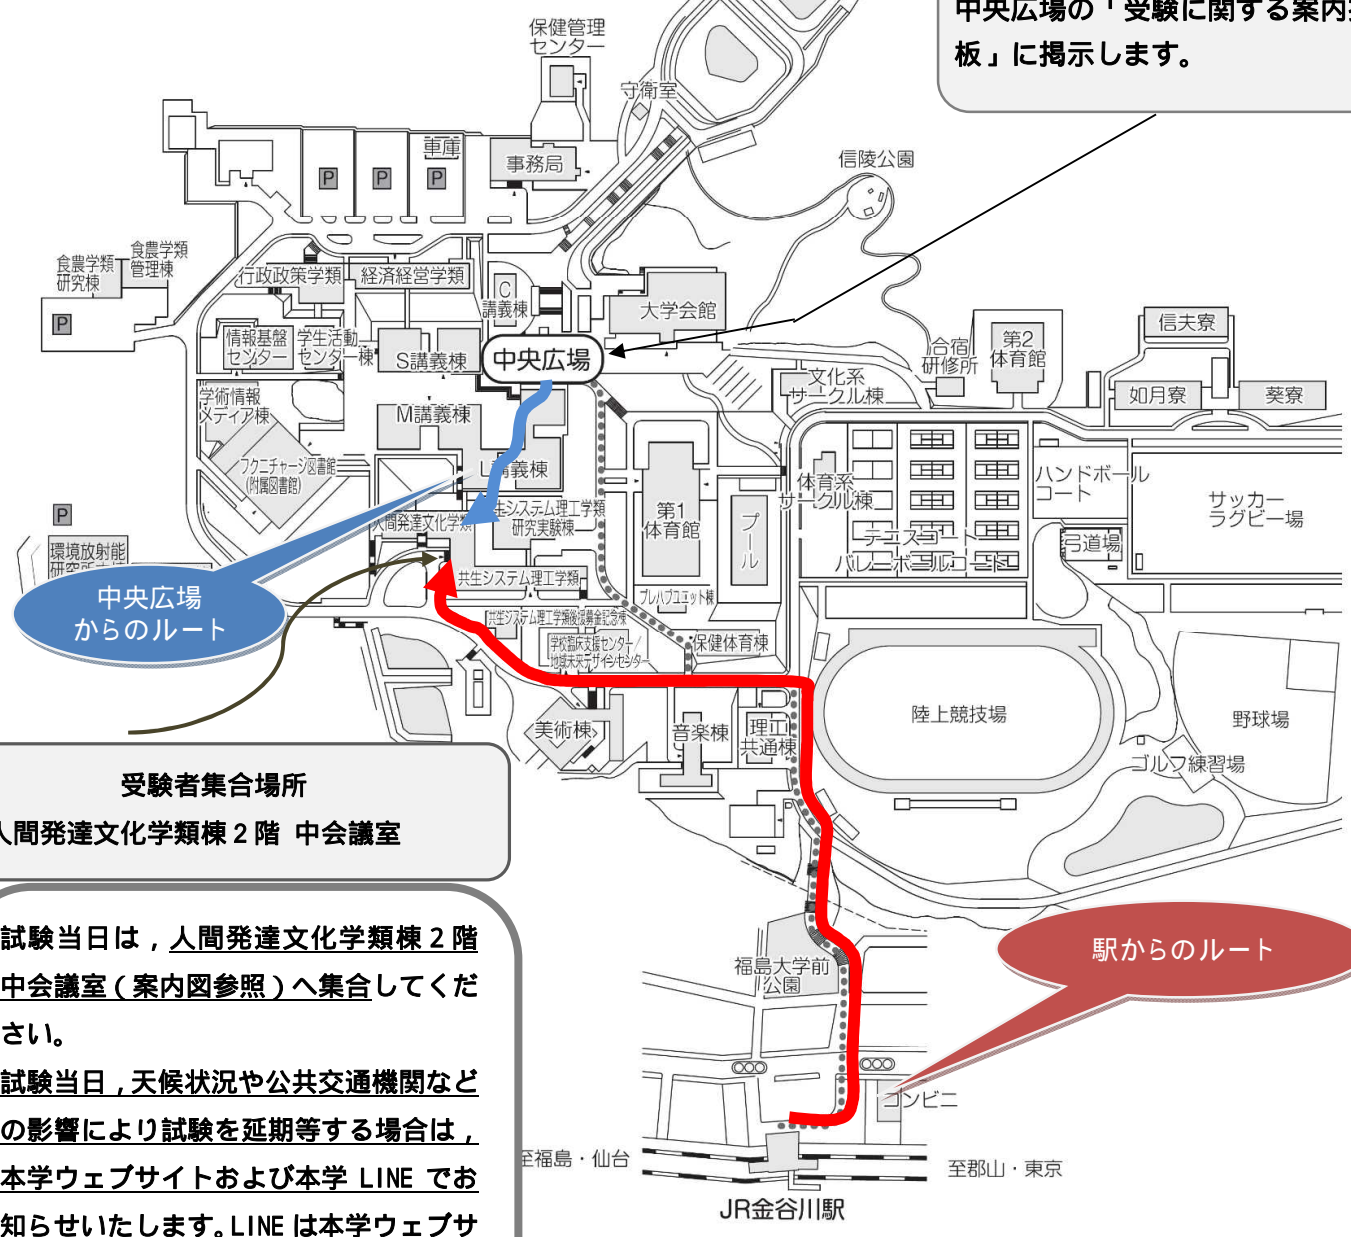 中央広場の「受験に関する案内
板」に掲示します。
保健管理
センター
守衛室
車庫
事務局
P
P
P
信陵公園
食農学類
管理棟
食農学類
研究棟
P
行政政策学類
経済経営学類
C
講義棟
大学会館
情報基盤
センター
学生活動
センター棟
S講義棟
中央広場
合宿
研修所
第2
体育館
信夫寮
如月寮
葵寮
文化系
サークル棟
学術情報
メディア棟
M講義棟
フクニチャージ図書館
(附属図書館)
L講義棟
第1
体育館
プール
体育系
サークル棟
テニスコート
バレーボールコート
ハンドボール
コート
サッカー
ラグビー場
弓道場
P
環境放射能
人間発達文化学類
共生システム理工学類
研究実験棟
共生システム理工学類
プレハブユニット棟
中央広場
からのルート
共生システム理工学類後援募金記念棟
学校臨床支援センター/
地域未来デザインセンター
保健体育棟
美術棟
音楽棟
理工
共通棟
陸上競技場
野球場
ゴルフ練習場
受験者集合場所
人間発達文化学類棟2階 中会議室
試験当日は,人間発達文化学類棟2階
中会議室(案内図参照)へ集合してくだ
さい。
試験当日,天候状況や公共交通機関など
の影響により試験を延期等する場合は,
本学ウェブサイトおよび本学 LINE でお
知らせいたします。LINEは本学ウェブサ
福島大学前
公園
駅からのルート
コンビニ
至福島・仙台
至郡山・東京
JR金谷川駅